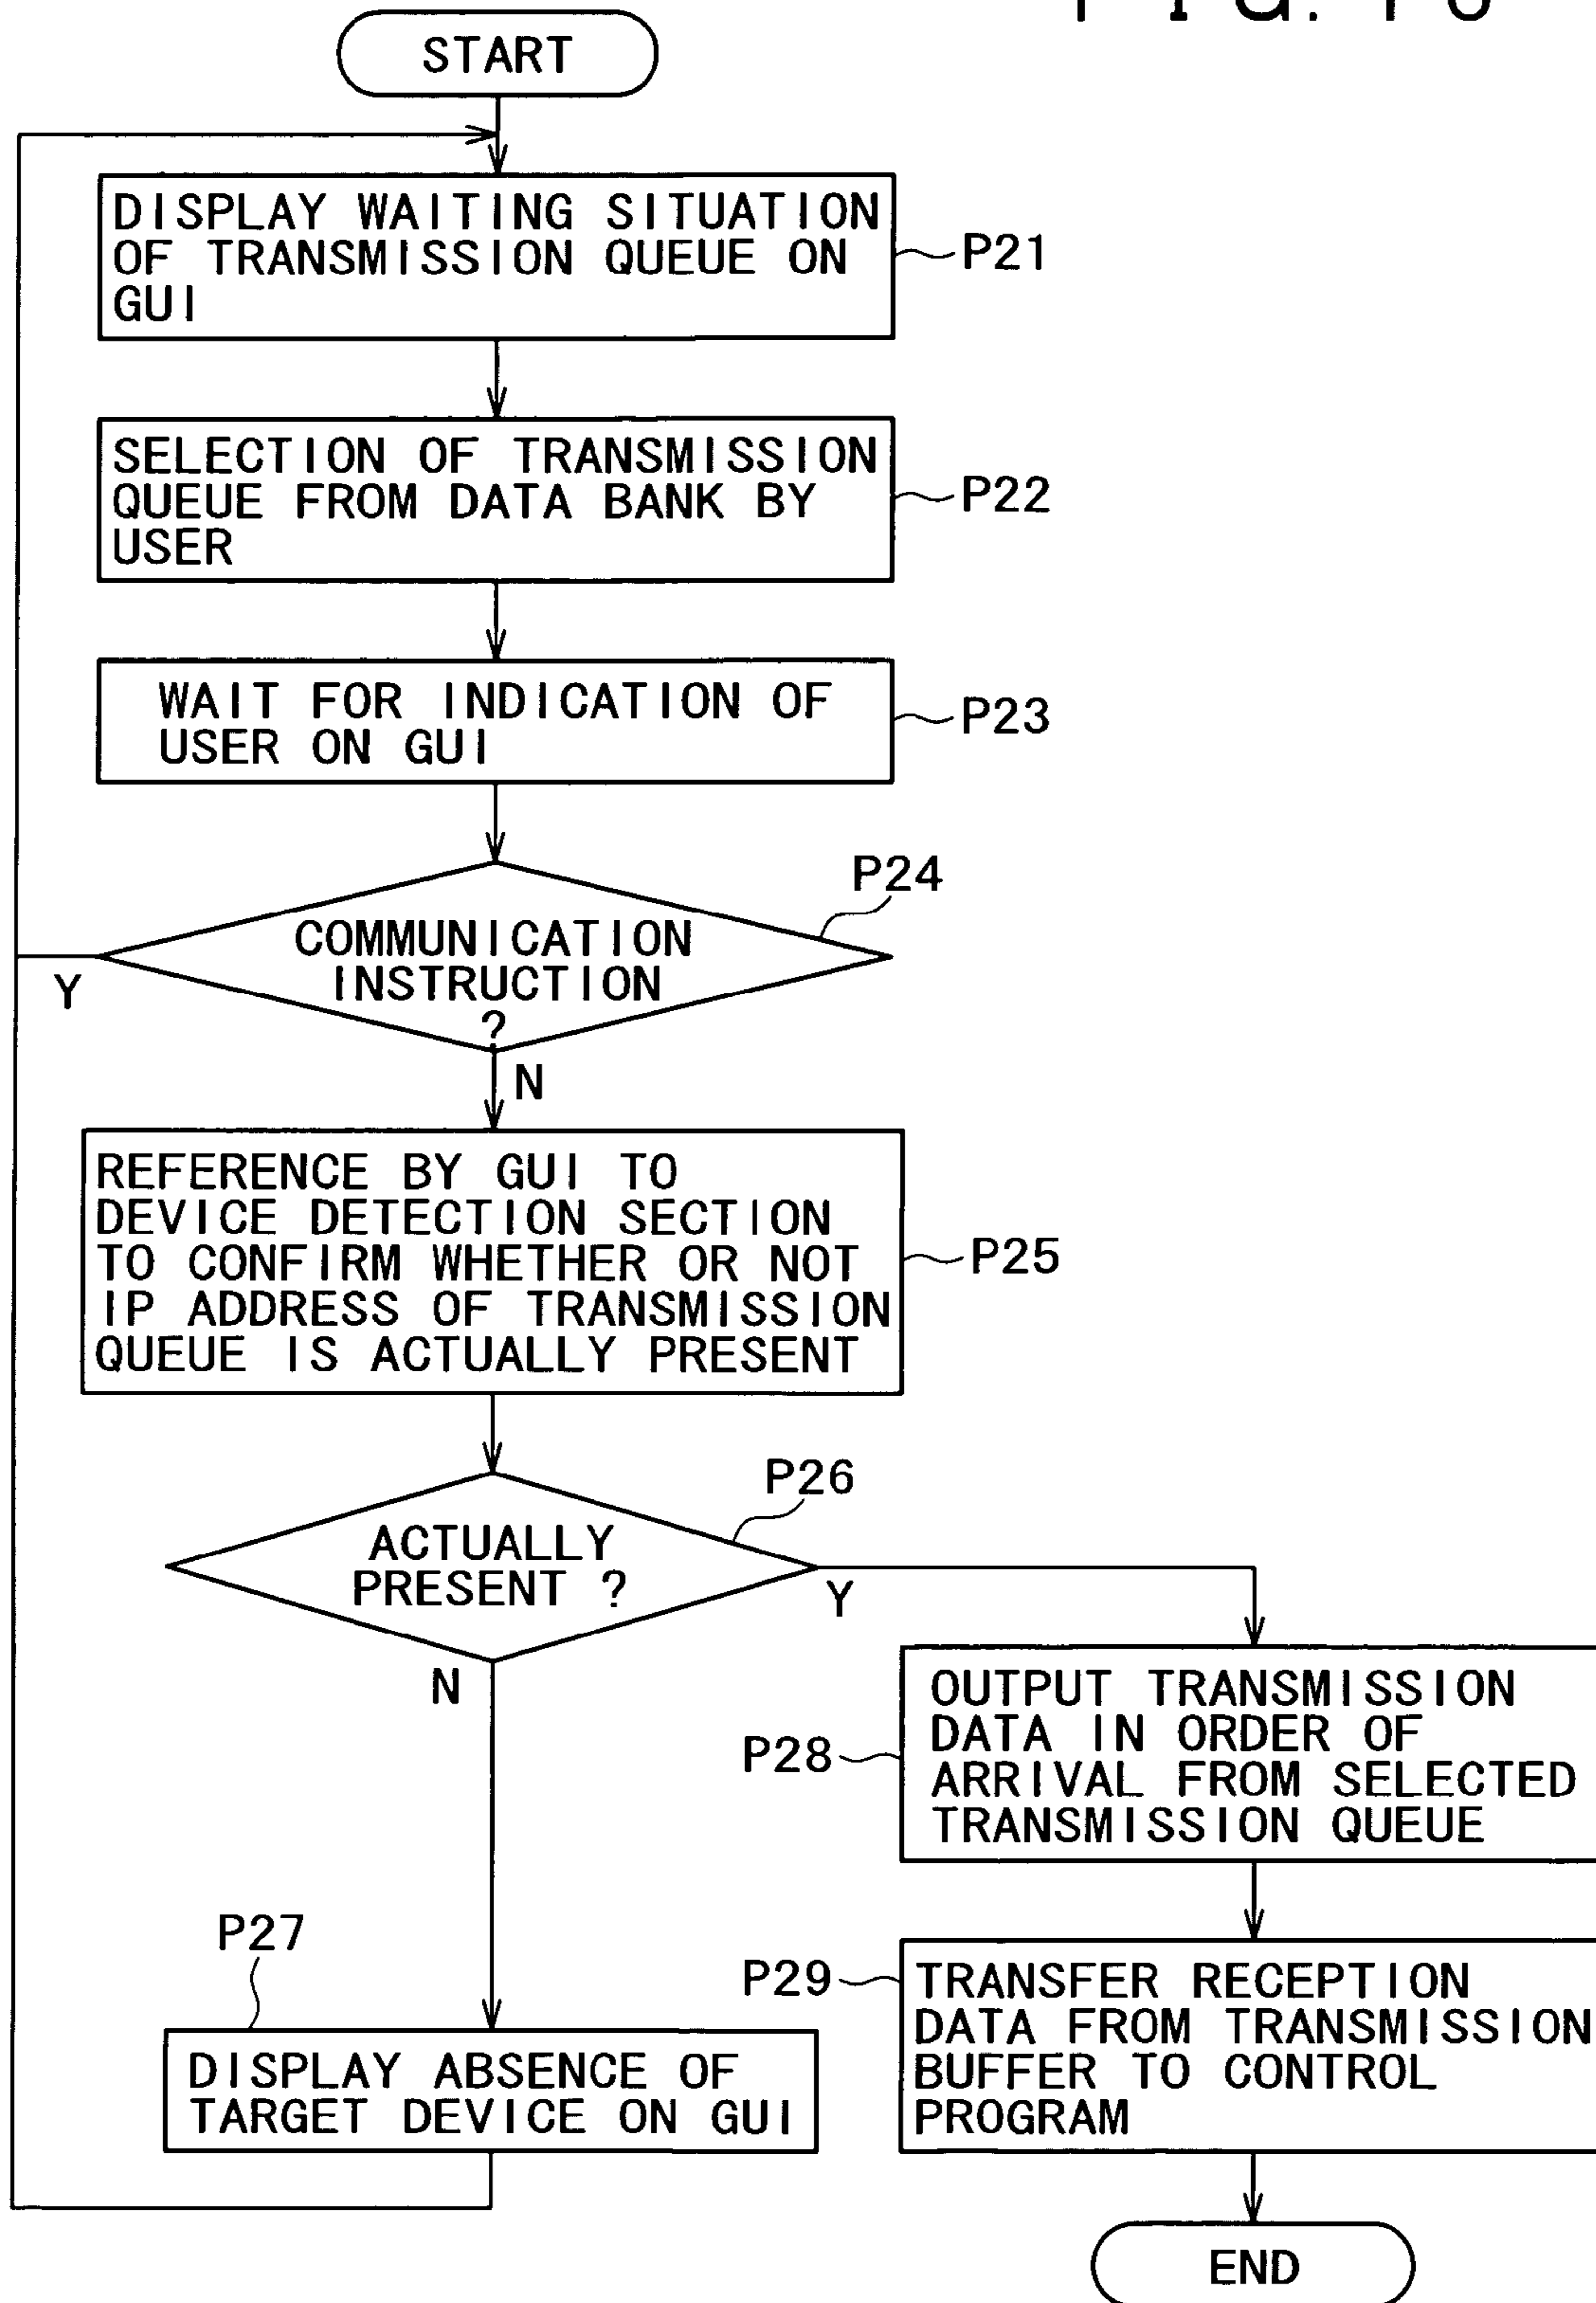 START
DISPLAY WAITING SITUATION
OF TRANSMISSION QUEUE ON
GUI
P21
SELECTION OF TRANSMISSION
QUEUE FROM DATA BANK BY
USER
P22
WAIT FOR INDICATION OF
USER ON GUI
P23
P24
COMMUNICATION
INSTRUCTION
?
Y
N
REFERENCE BY GUI TO
DEVICE DETECTION SECTION
TO CONFIRM WHETHER OR NOT
IP ADDRESS OF TRANSMISSION
QUEUE IS ACTUALLY PRESENT
P25
P26
ACTUALLY
PRESENT ?
Y
N
P28
OUTPUT TRANSMISSION
DATA IN ORDER OF
ARRIVAL FROM SELECTED
TRANSMISSION QUEUE
P27
DISPLAY ABSENCE OF
TARGET DEVICE ON GUI
P29
TRANSFER RECEPTION
DATA FROM TRANSMISSION
BUFFER TO CONTROL
PROGRAM
END